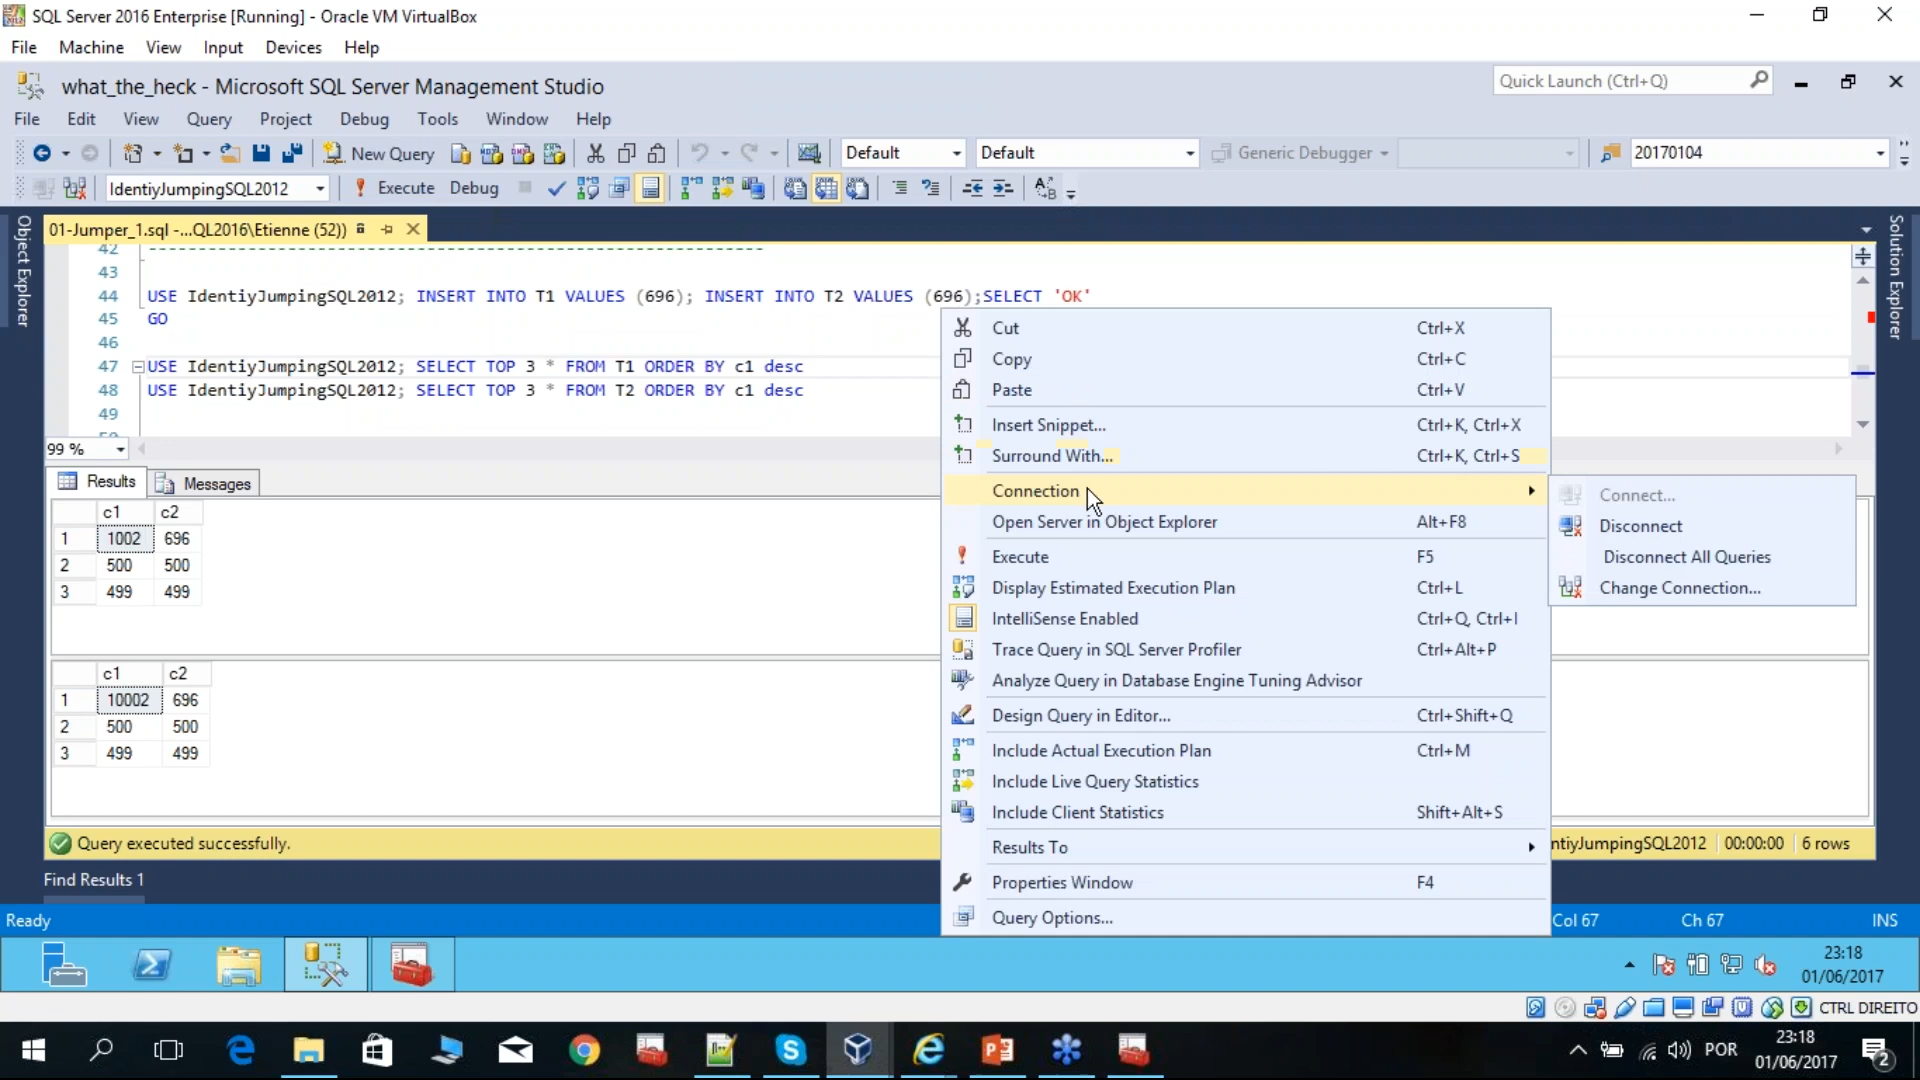 SQL Server 2016 Enterprise [Running] - Oracle VM VirtualBox
File Machine View Input Devices Help
what_the_heck - Microsoft SQL Server Management Studio
Quick Launch (Ctrl+Q)
File Edit View Query Project Debug Tools Window Help
New Query Default Default Generic Debugger 20170104
IdentiyJumpingSQL2012 Execute Debug
Object Explorer
Solution Explorer
01-Jumper_1.sql -...QL2016\Etienne (52))
42 ----------------------------------------------------------------
43
44 USE IdentiyJumpingSQL2012; INSERT INTO T1 VALUES (696); INSERT INTO T2 VALUES (696);SELECT 'OK'
45 GO
46
47 USE IdentiyJumpingSQL2012; SELECT TOP 3 * FROM T1 ORDER BY c1 desc
48 USE IdentiyJumpingSQL2012; SELECT TOP 3 * FROM T2 ORDER BY c1 desc
49
99 %
Results Messages
c1 c2
1 1002 696
2 500 500
3 499 499
c1 c2
1 10002 696
2 500 500
3 499 499
Cut Ctrl+X
Copy Ctrl+C
Paste Ctrl+V
Insert Snippet... Ctrl+K, Ctrl+X
Surround With... Ctrl+K, Ctrl+S
Connection
Open Server in Object Explorer Alt+F8
Execute F5
Display Estimated Execution Plan Ctrl+L
IntelliSense Enabled Ctrl+Q, Ctrl+I
Trace Query in SQL Server Profiler Ctrl+Alt+P
Analyze Query in Database Engine Tuning Advisor
Design Query in Editor... Ctrl+Shift+Q
Include Actual Execution Plan Ctrl+M
Include Live Query Statistics
Include Client Statistics Shift+Alt+S
Results To
Properties Window F4
Query Options...
Connect...
Disconnect
Disconnect All Queries
Change Connection...
Query executed successfully.
ntiyJumpingSQL2012 00:00:00 6 rows
Find Results 1
Ready Col 67 Ch 67 INS
23:18
01/06/2017
CTRL DIREITO
POR
23:18
01/06/2017
2